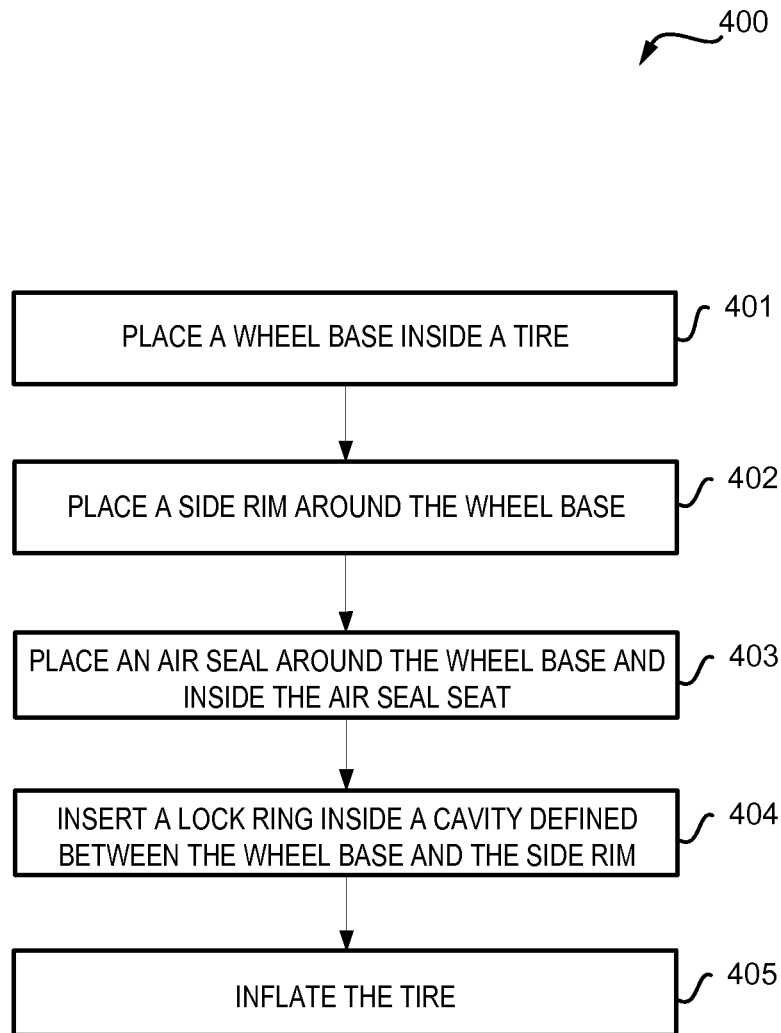 400
PLACE A WHEEL BASE INSIDE A TIRE
401
PLACE A SIDE RIM AROUND THE WHEEL BASE
402
PLACE AN AIR SEAL AROUND THE WHEEL BASE AND
INSIDE THE AIR SEAL SEAT
403
INSERT A LOCK RING INSIDE A CAVITY DEFINED
BETWEEN THE WHEEL BASE AND THE SIDE RIM
404
INFLATE THE TIRE
405